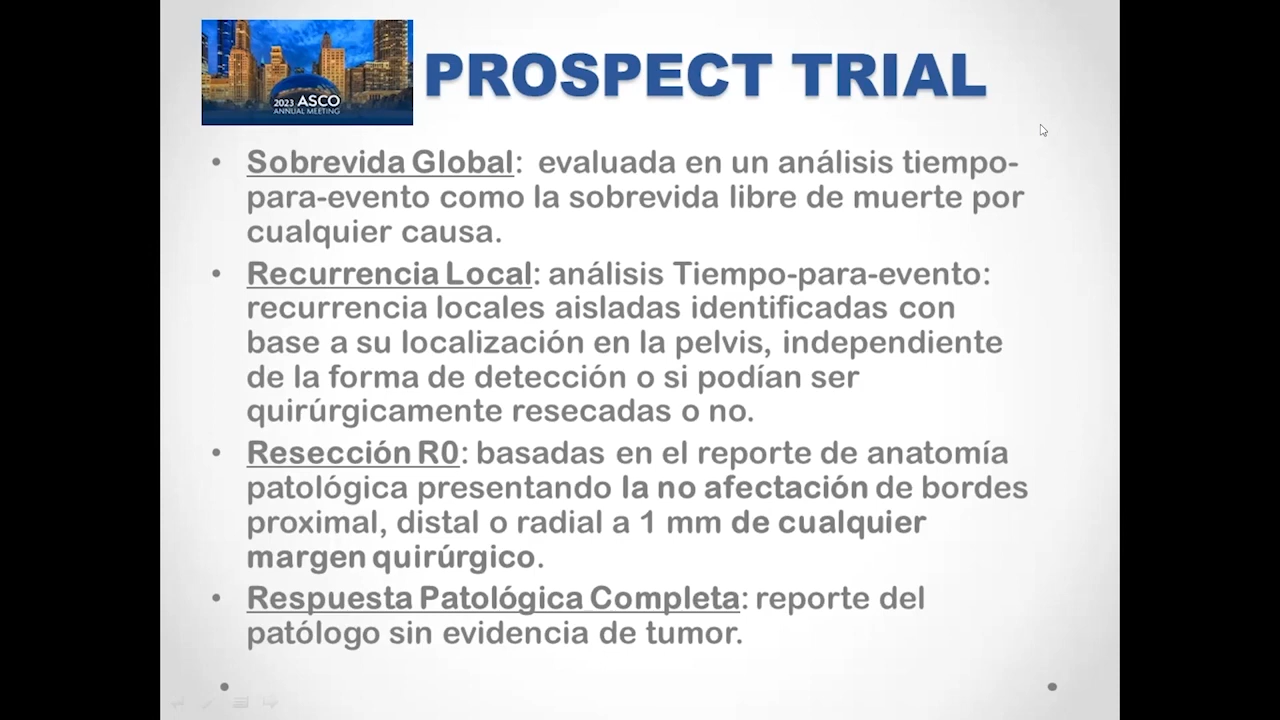 2023 ASCO
ANNUAL MEETING
PROSPECT TRIAL
• Sobrevida Global: evaluada en un análisis tiempo-
para-evento como la sobrevida libre de muerte por
cualquier causa.
• Recurrencia Local: análisis Tiempo-para-evento:
recurrencia locales aisladas identificadas con
base a su localización en la pelvis, independiente
de la forma de detección o si podían ser
quirúrgicamente resecadas o no.
• Resección R0: basadas en el reporte de anatomía
patológica presentando la no afectación de bordes
proximal, distal o radial a 1 mm de cualquier
margen quirúrgico.
• Respuesta Patológica Completa: reporte del
patólogo sin evidencia de tumor.